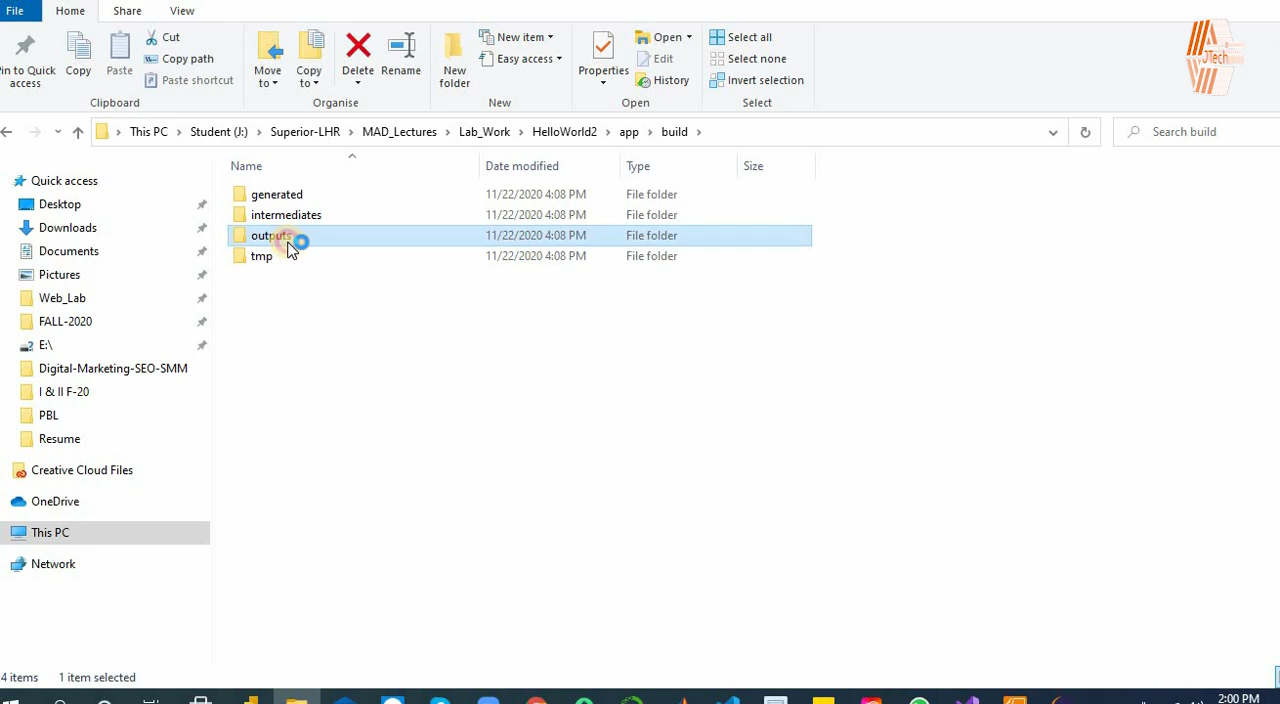 File Home Share View
Pin to Quick access
Copy
Paste
Cut
Copy path
Paste shortcut
Clipboard
Move to
Copy to
Delete
Rename
Organise
New folder
New item
Easy access
New
Properties
Open
Edit
History
Open
Select all
Select none
Invert selection
Select
JTech
This PC > Student (J:) > Superior-LHR > MAD_Lectures > Lab_Work > HelloWorld2 > app > build >
Search build
Name Date modified Type Size
generated 11/22/2020 4:08 PM File folder
intermediates 11/22/2020 4:08 PM File folder
outputs 11/22/2020 4:08 PM File folder
tmp 11/22/2020 4:08 PM File folder
Quick access
Desktop
Downloads
Documents
Pictures
Web_Lab
FALL-2020
E:\
Digital-Marketing-SEO-SMM
I & II F-20
PBL
Resume
Creative Cloud Files
OneDrive
This PC
Network
4 items 1 item selected
2:00 PM